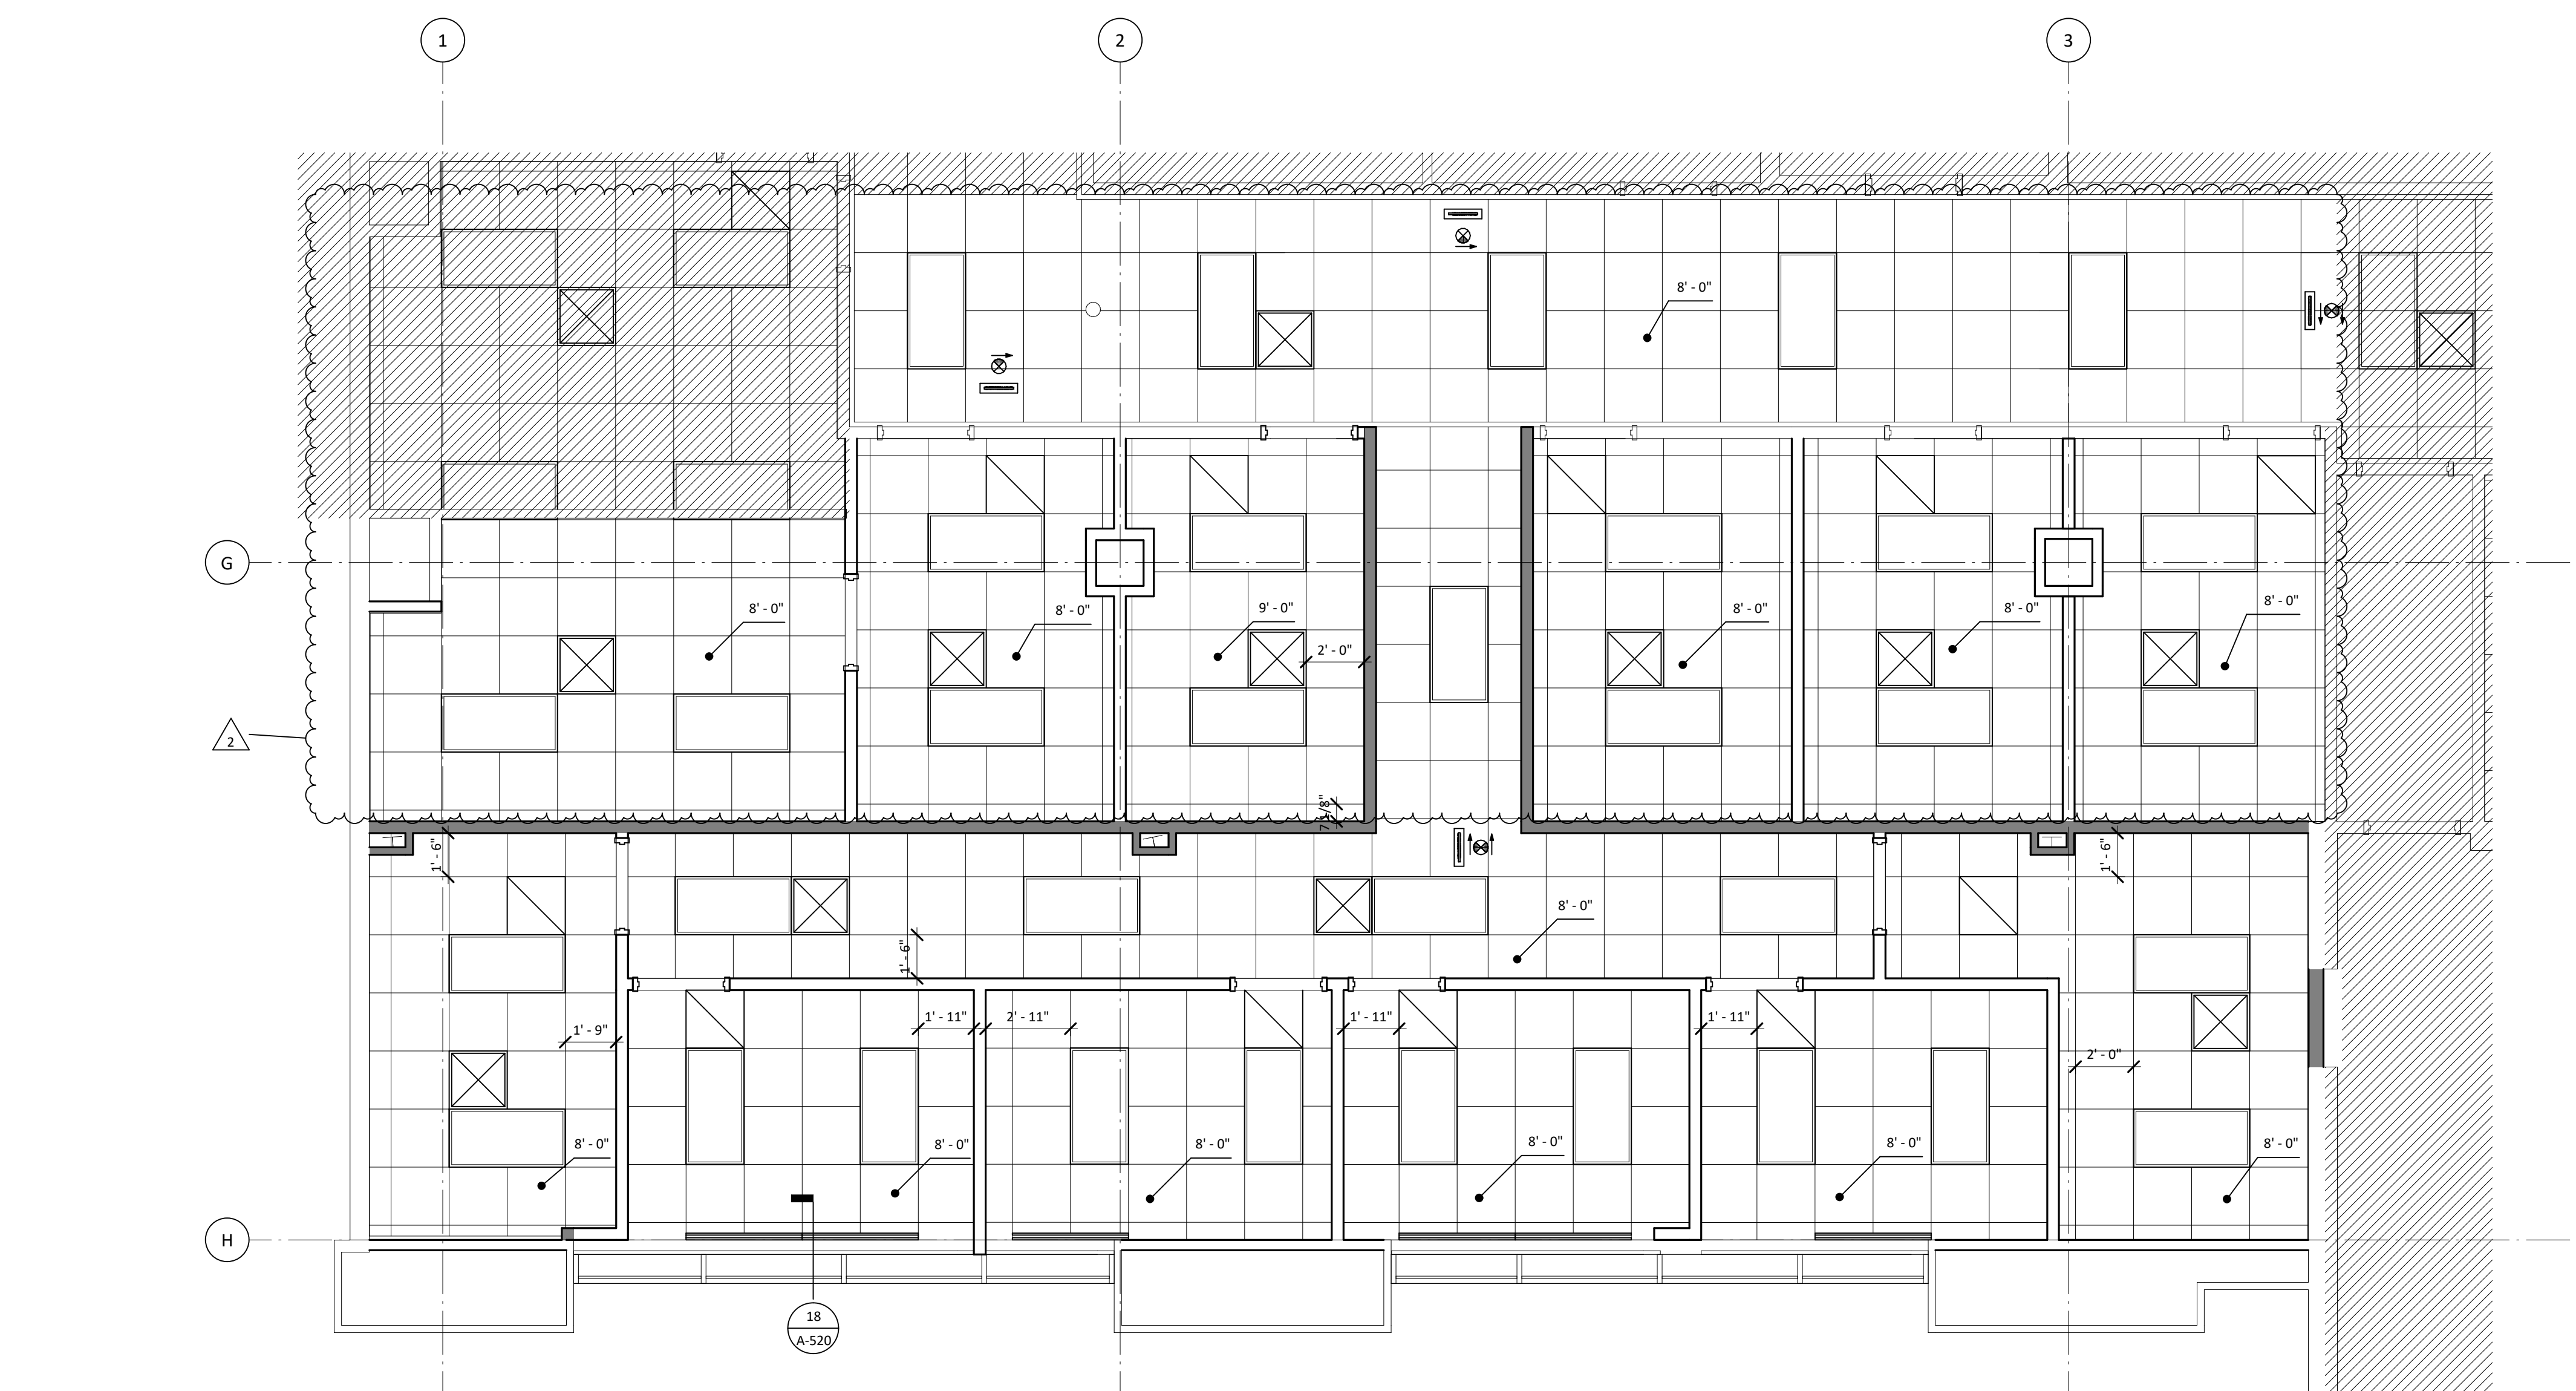 1
2
3
8' - 0"
G
8' - 0"
8' - 0"
9' - 0"
8' - 0"
8' - 0"
8' - 0"
2' - 0"
2
1' - 6"
1' - 6"
8' - 0"
1' - 6"
1' - 9"
1' - 11"
2' - 11"
1' - 11"
1' - 11"
2' - 0"
8' - 0"
8' - 0"
8' - 0"
8' - 0"
8' - 0"
8' - 0"
H
18
A-520